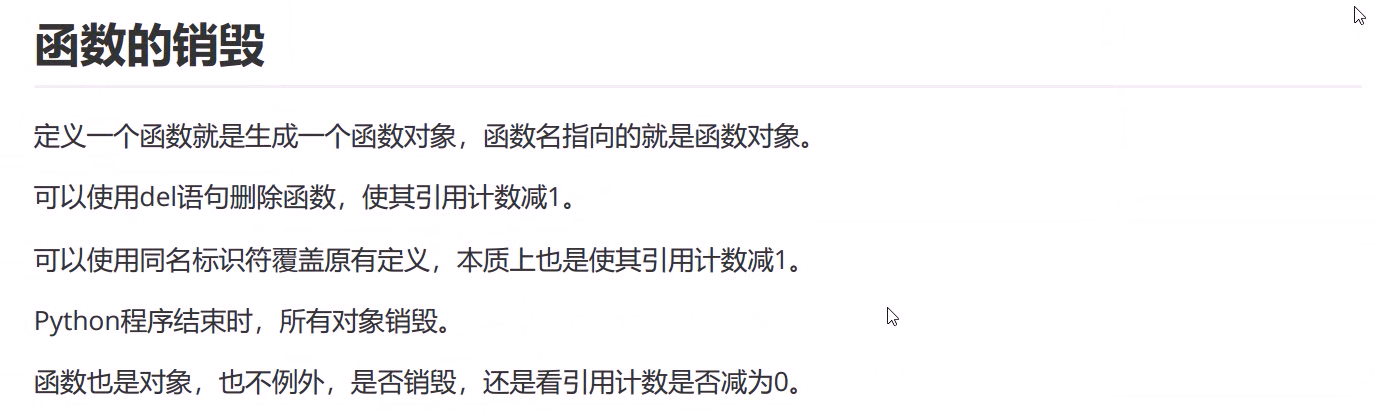 函数的销毁
定义一个函数就是生成一个函数对象，函数名指向的就是函数对象。
可以使用del语句删除函数，使其引用计数减1。
可以使用同名标识符覆盖原有定义，本质上也是使其引用计数减1。
Python程序结束时，所有对象销毁。
函数也是对象，也不例外，是否销毁，还是看引用计数是否减为0。